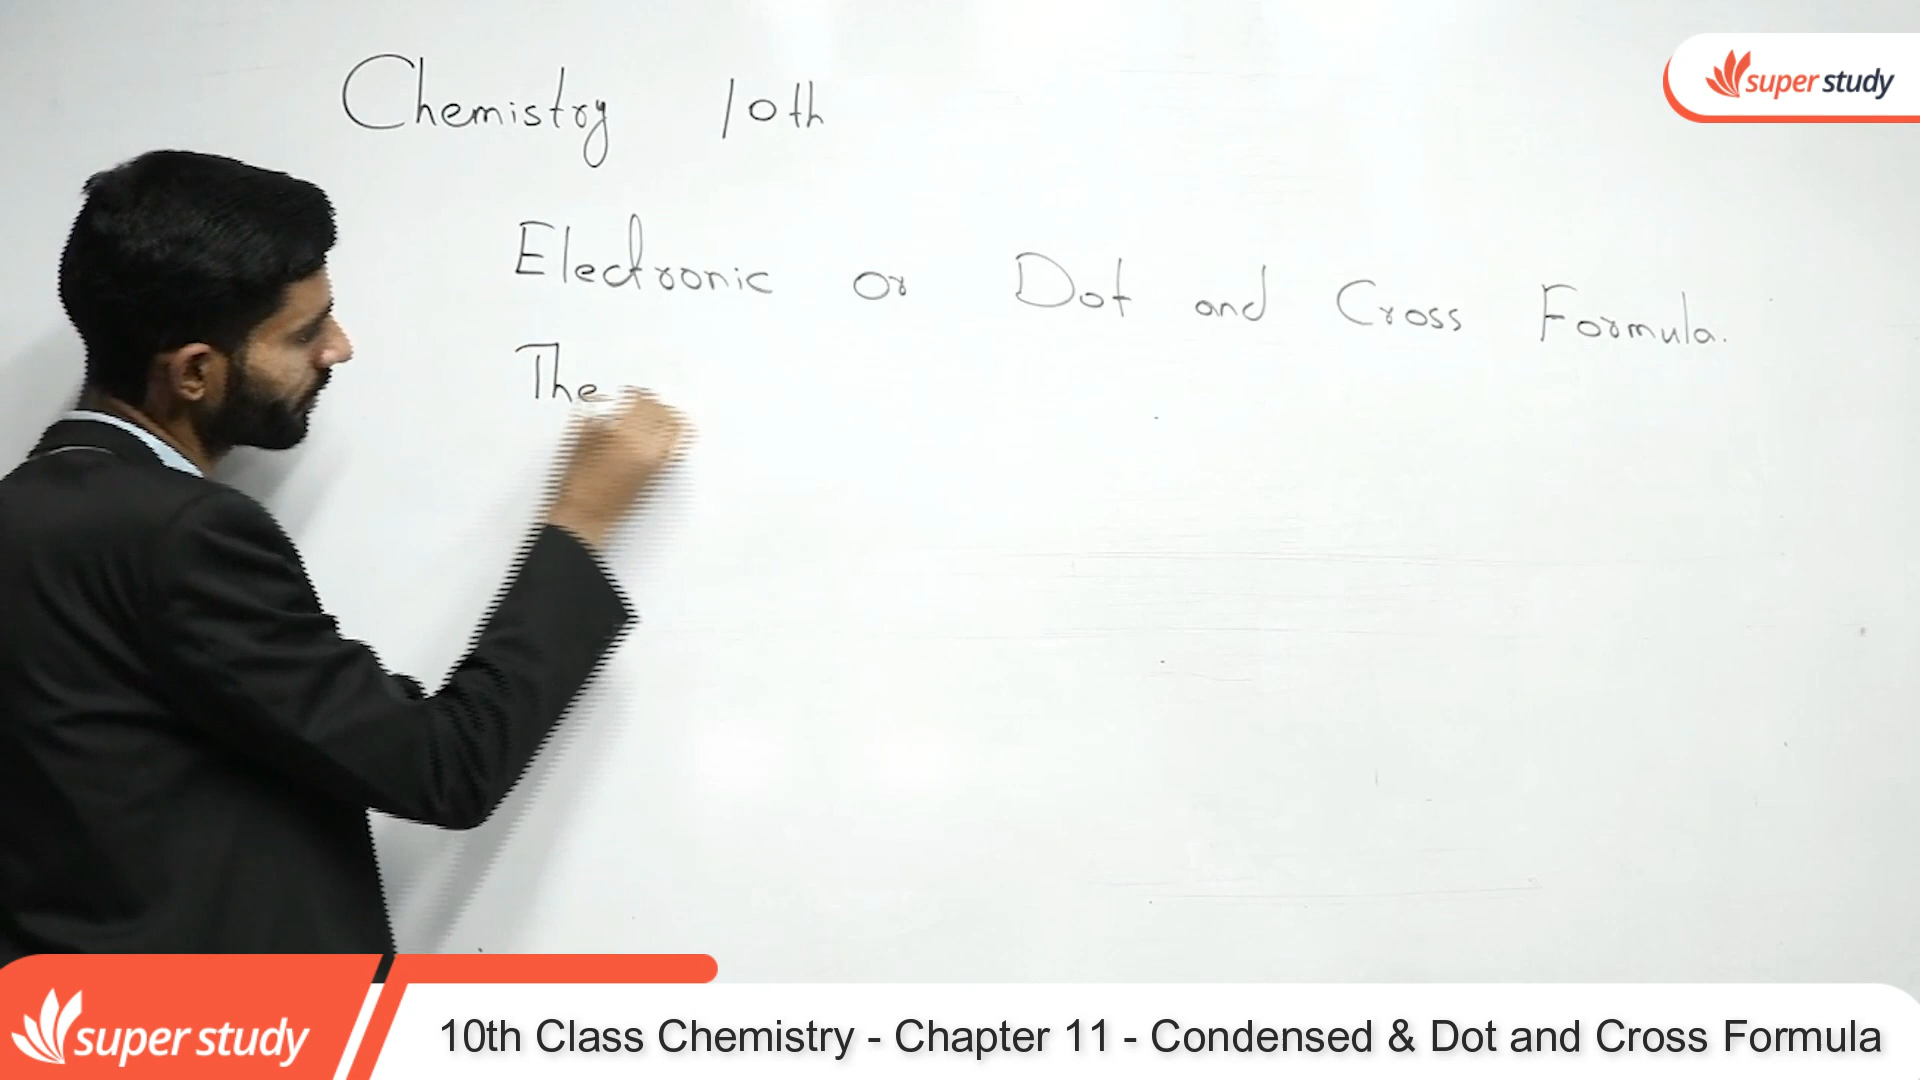 super study
Chemistry 10th
Electronic or Dot and Cross Formula.
The
super study
10th Class Chemistry - Chapter 11 - Condensed & Dot and Cross Formula